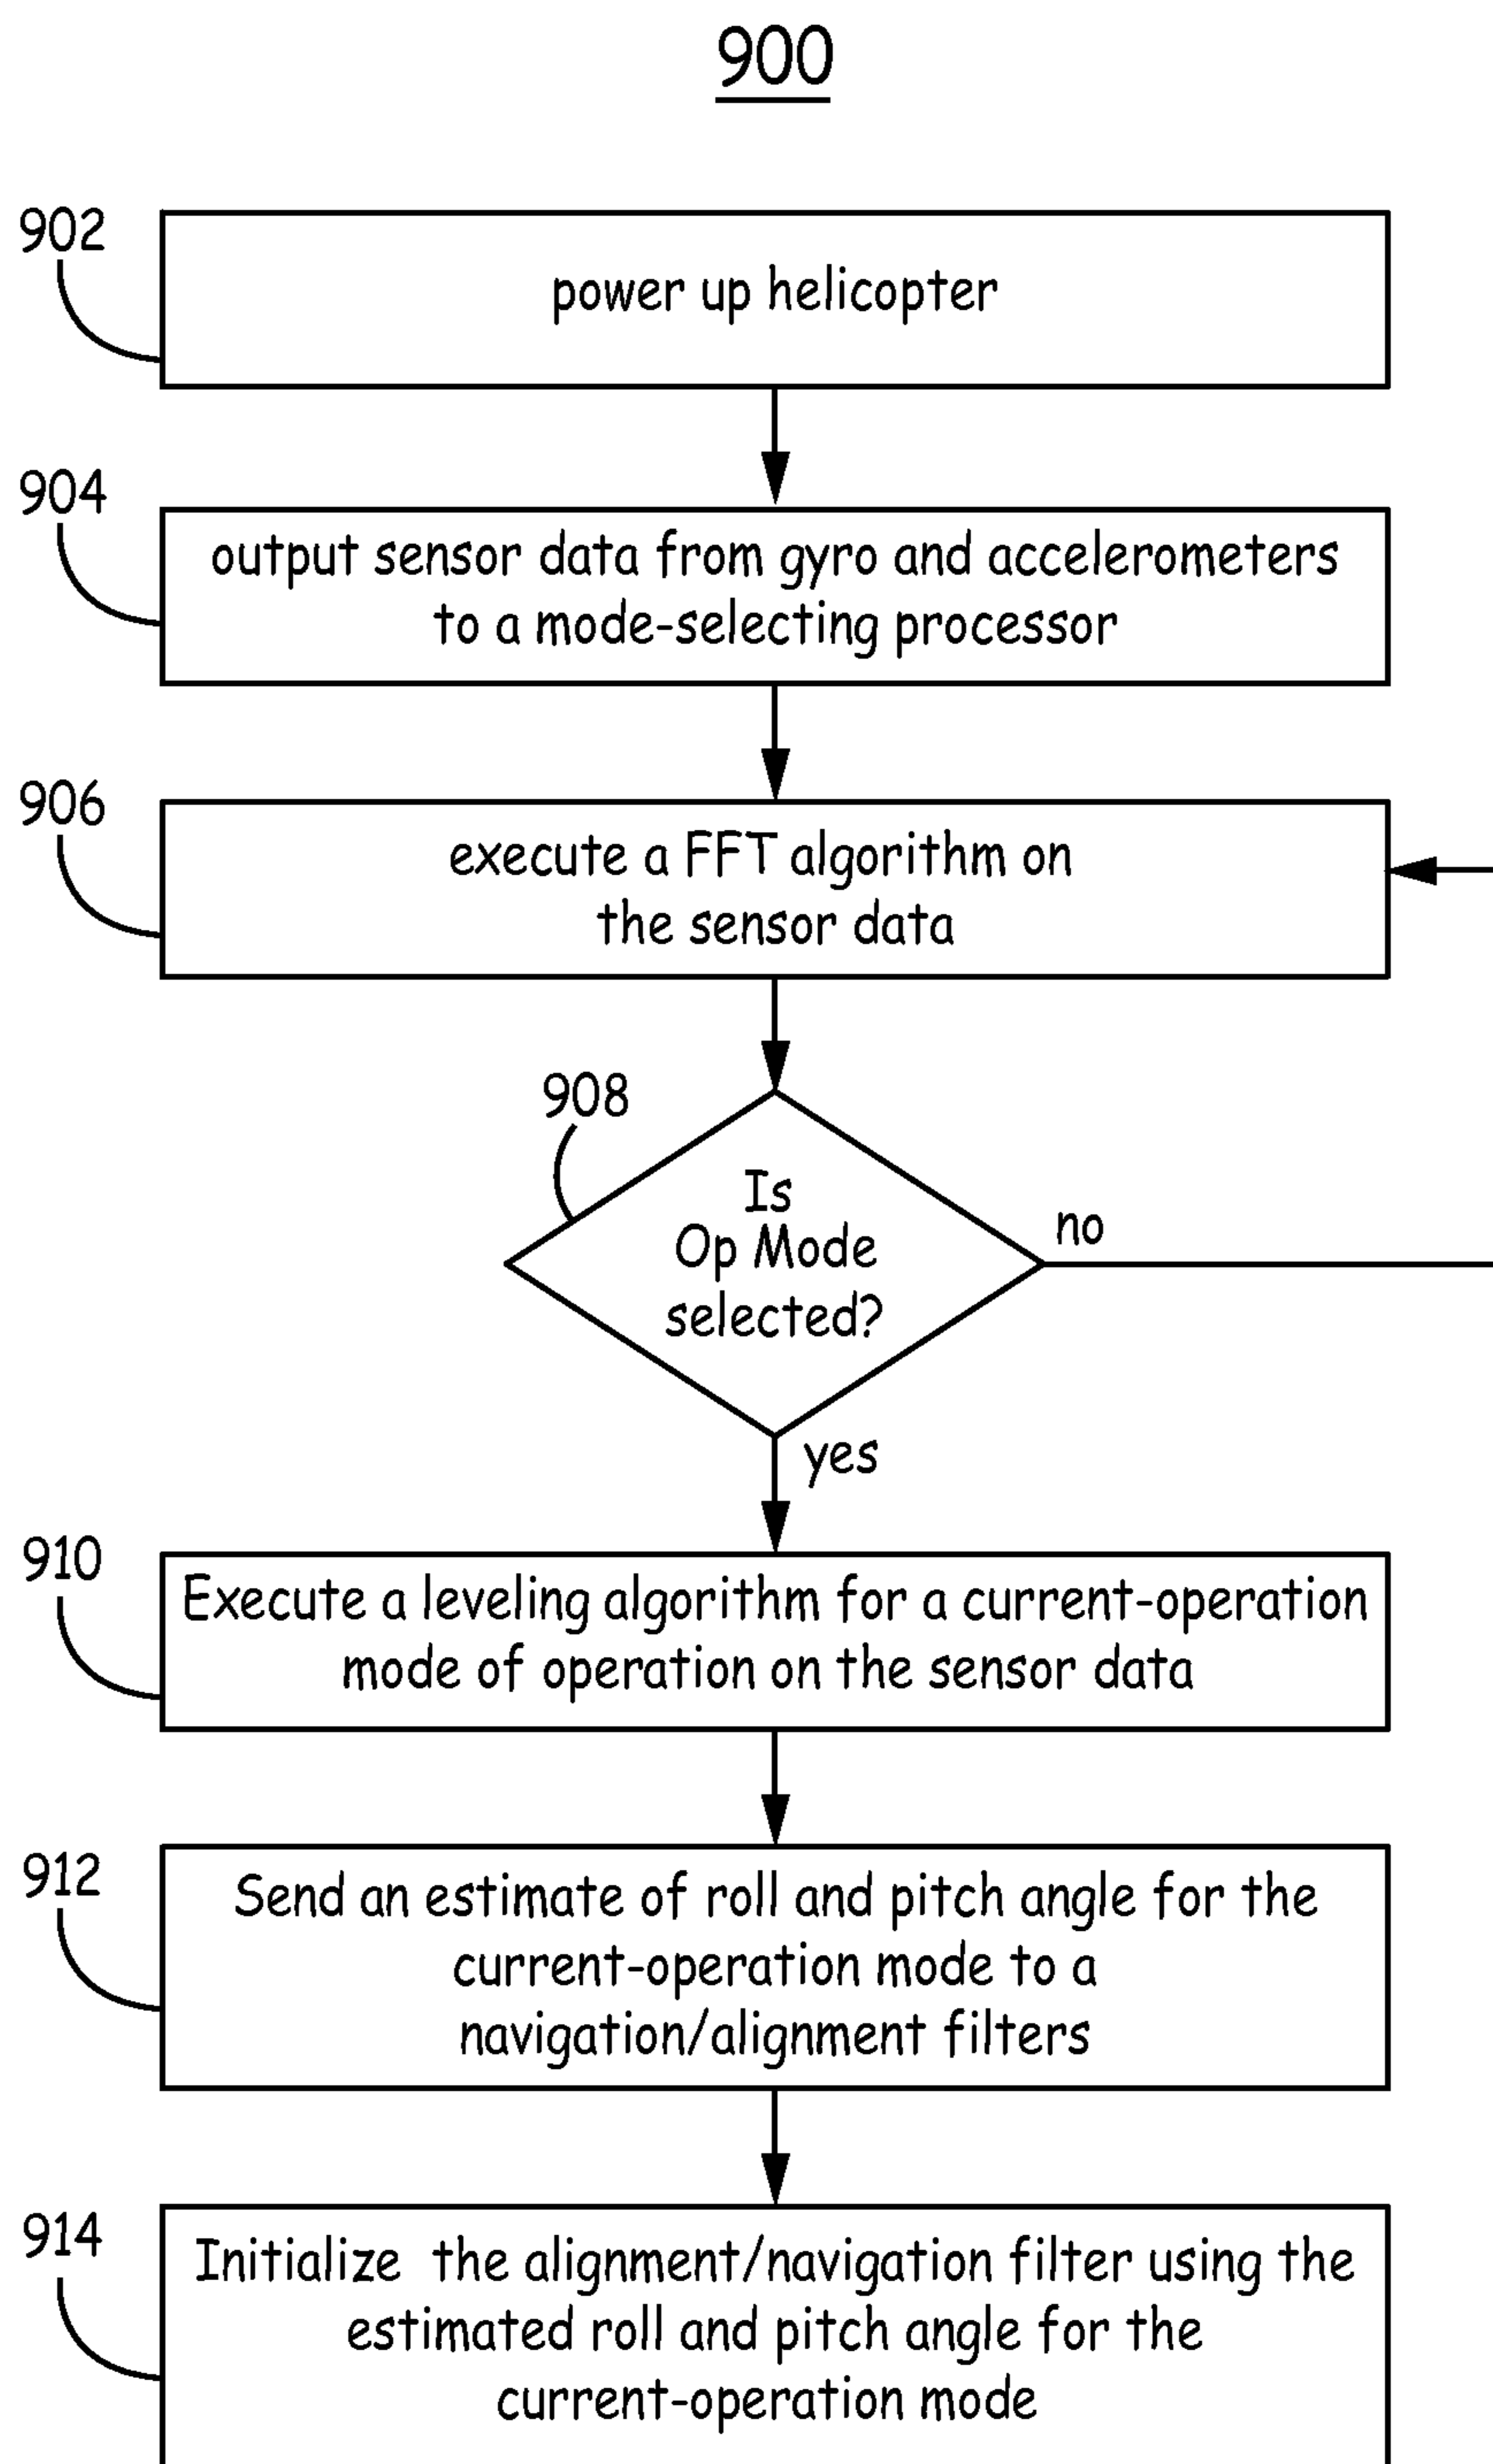 900
902
power up helicopter
904
output sensor data from gyro and accelerometers
to a mode-selecting processor
906
execute a FFT algorithm on
the sensor data
908
Is
Op Mode
selected?
no
yes
910
Execute a leveling algorithm for a current-operation
mode of operation on the sensor data
912
Send an estimate of roll and pitch angle for the
current-operation mode to a
navigation/alignment filters
914
Initialize the alignment/navigation filter using the
estimated roll and pitch angle for the
current-operation mode